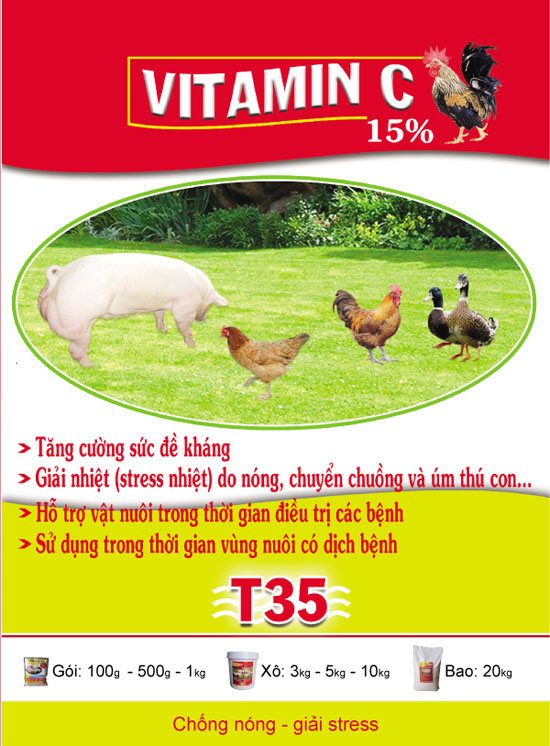 VITAMIN C
15%
➢ Tăng cường sức đề kháng
➢ Giải nhiệt (stress nhiệt) do nóng, chuyển chuồng và úm thú con...
➢ Hỗ trợ vật nuôi trong thời gian điều trị các bệnh
➢ Sử dụng trong thời gian vùng nuôi có dịch bệnh
T35
Gói: 100g - 500g - 1kg Xô: 3kg - 5kg - 10kg Bao: 20kg
Chống nóng - giải stress